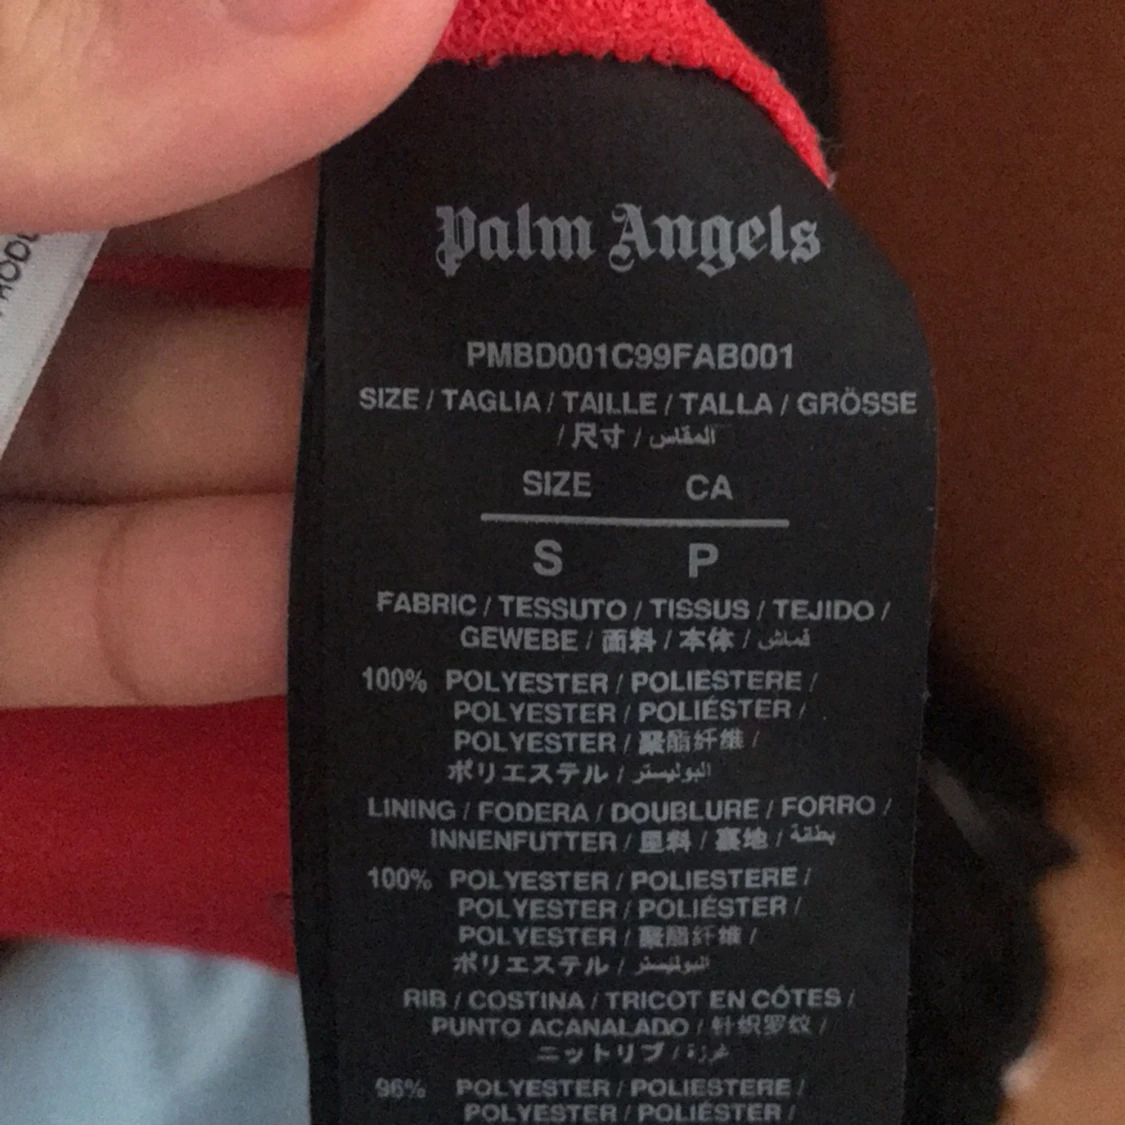 Palm Angels
PMBD001C99FAB001
SIZE / TAGLIA / TAILLE / TALLA / GRÖSSE
/ 尺寸 / المقاس
SIZE CA
S P
FABRIC / TESSUTO / TISSUS / TEJIDO /
GEWEBE / 面料 / 本体 / قماش
100% POLYESTER / POLIESTERE /
POLYESTER / POLIÉSTER /
POLYESTER / 聚酯纤维 /
ポリエステル / البوليستر
LINING / FODERA / DOUBLURE / FORRO /
INNENFUTTER / 里料 / 裏地 / بطانة
100% POLYESTER / POLIESTERE /
POLYESTER / POLIÉSTER /
POLYESTER / 聚酯纤维 /
ポリエステル / البوليستر
RIB / COSTINA / TRICOT EN CÔTES /
PUNTO ACANALADO / 针织罗纹 /
ニットリブ /
96% POLYESTER / POLIESTERE /
POLYESTER / POLIÉSTER /